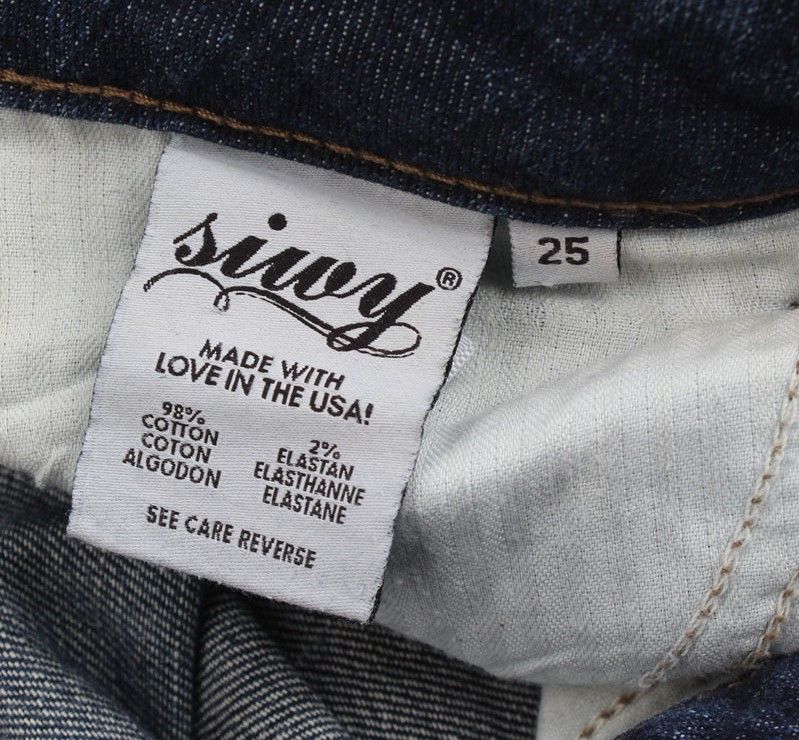 siwy®
25
MADE WITH
LOVE IN THE USA!
98%
COTTON
COTON
ALGODON
2%
ELASTAN
ELASTHANNE
ELASTANE
SEE CARE REVERSE